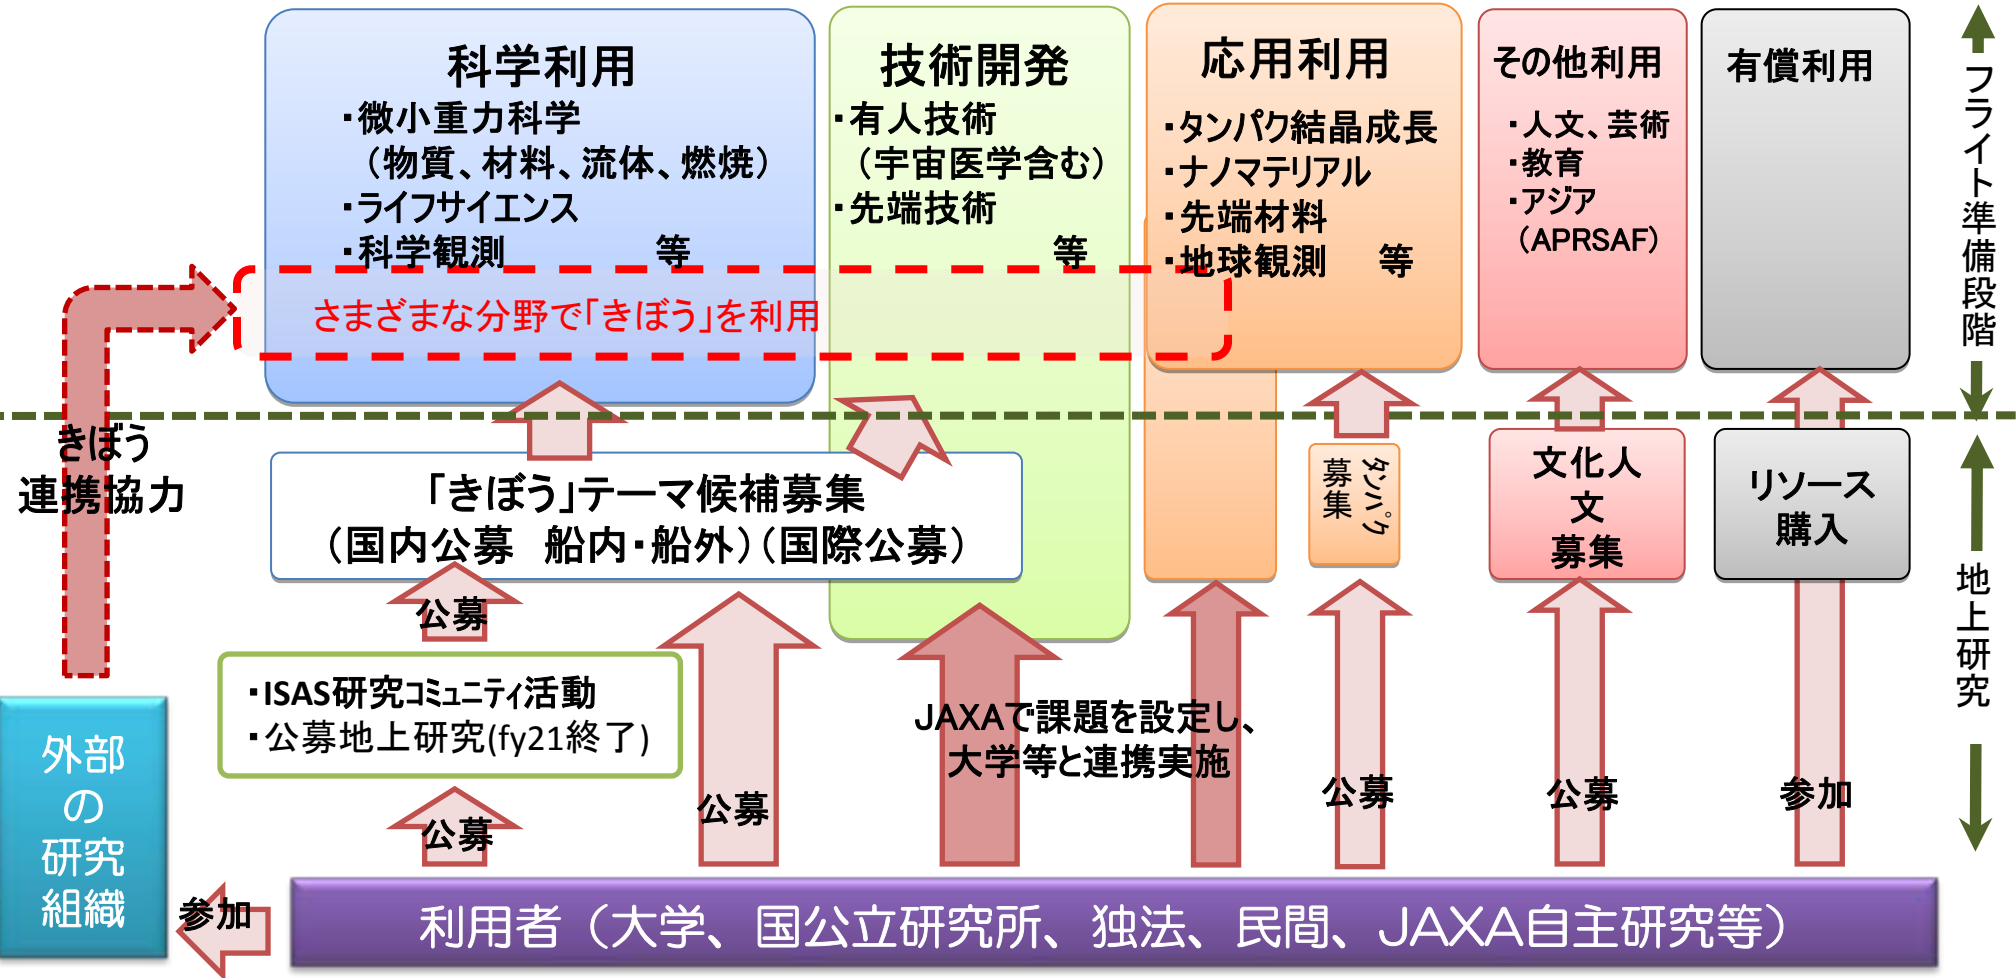 科学利用
・微小重力科学
（物質、材料、流体、燃焼）
・ライフサイエンス
・科学観測　等
技術開発
・有人技術
（宇宙医学含む）
・先端技術
等
応用利用
・タンパク結晶成長
・ナノマテリアル
・先端材料
・地球観測　等
その他利用
・人文、芸術
・教育
・アジア
（APRSAF）
有償利用
フライト準備段階
さまざまな分野で「きぼう」を利用
きぼう
連携協力
「きぼう」テーマ候補募集
（国内公募　船内・船外）（国際公募）
タンパク
募集
文化人
文
募集
リソース
購入
地上研究
公募
・ISAS研究コミュニティ活動
・公募地上研究(fy21終了)
JAXAで課題を設定し、
大学等と連携実施
外部
の
研究
組織
公募
公募
公募
公募
参加
参加
利用者（大学、国公立研究所、独法、民間、JAXA自主研究等）